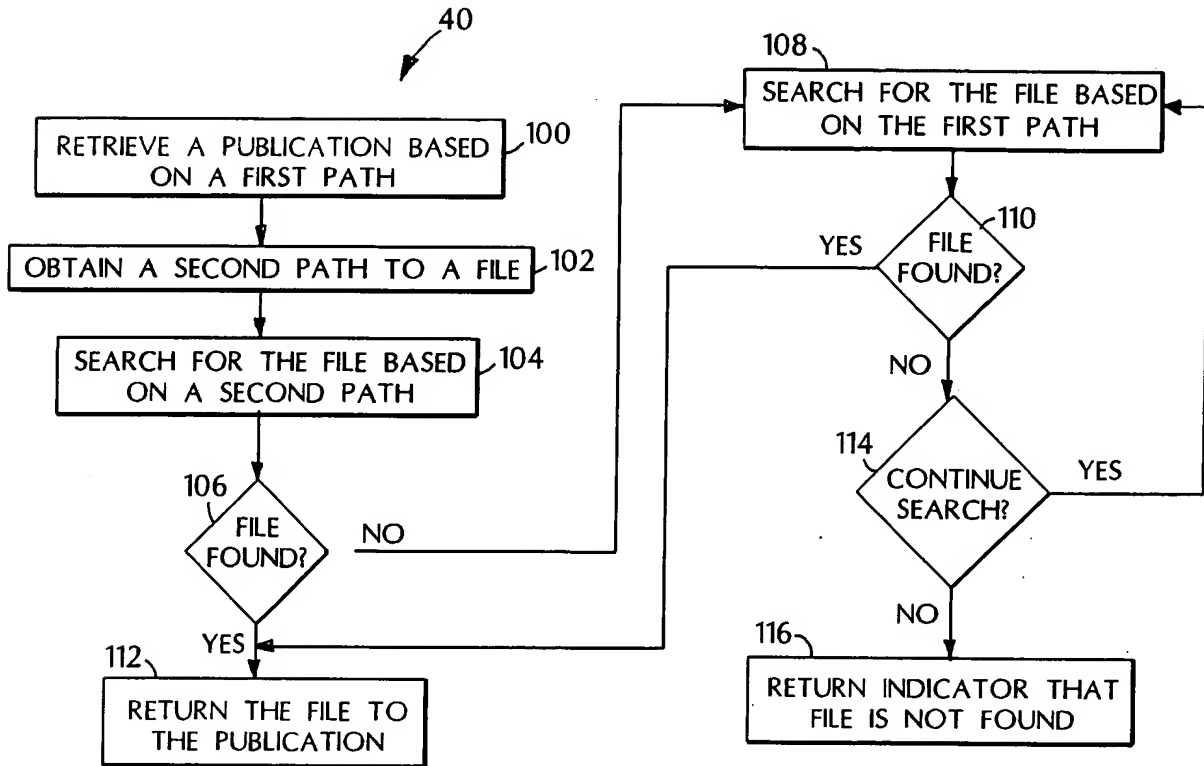 40
RETRIEVE A PUBLICATION BASED
ON A FIRST PATH
100
OBTAIN A SECOND PATH TO A FILE
102
SEARCH FOR THE FILE BASED
ON A SECOND PATH
104
106
FILE
FOUND?
NO
YES
112
RETURN THE FILE TO
THE PUBLICATION
108
SEARCH FOR THE FILE BASED
ON THE FIRST PATH
110
YES
FILE
FOUND?
NO
114
CONTINUE
SEARCH?
YES
NO
116
RETURN INDICATOR THAT
FILE IS NOT FOUND